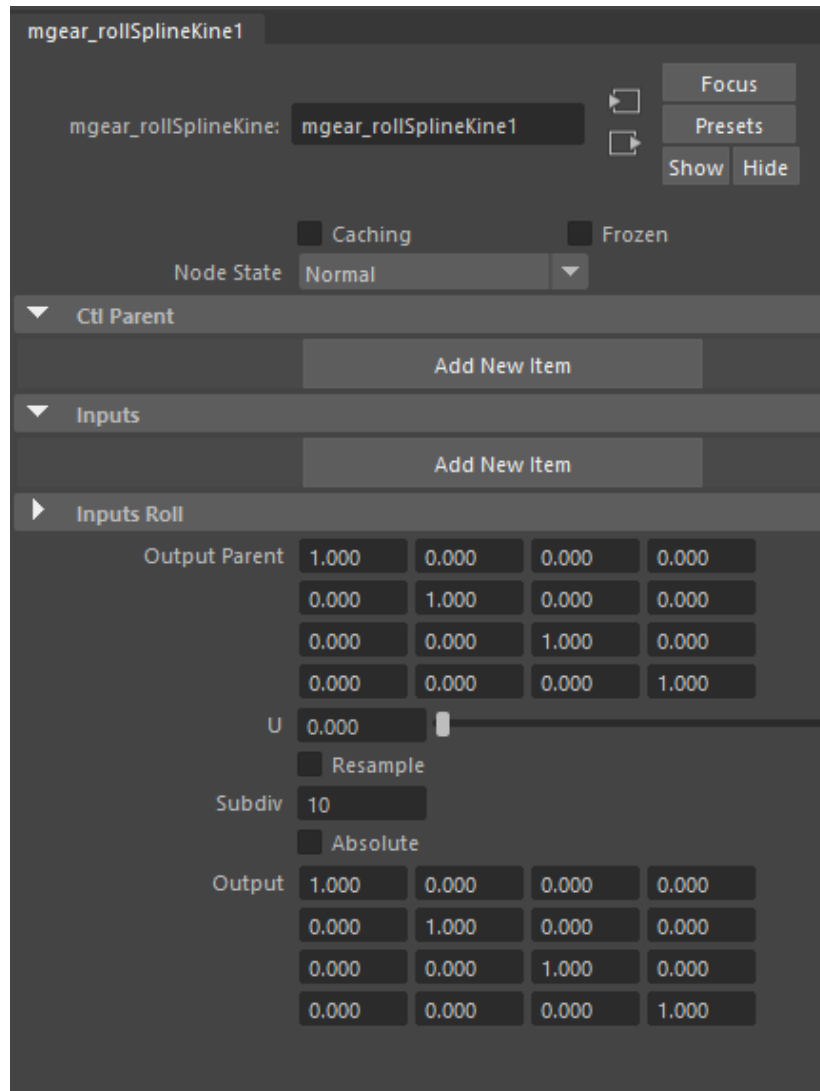 mgear_rollSplineKine1
Focus
mgear_rollSplineKine: mgear_rollSplineKine1
Presets
Show Hide
Caching Frozen
Node State Normal
Ctl Parent
Add New Item
Inputs
Add New Item
Inputs Roll
Output Parent 1.000 0.000 0.000 0.000
0.000 1.000 0.000 0.000
0.000 0.000 1.000 0.000
0.000 0.000 0.000 1.000
U 0.000
Resample
Subdiv 10
Absolute
Output 1.000 0.000 0.000 0.000
0.000 1.000 0.000 0.000
0.000 0.000 1.000 0.000
0.000 0.000 0.000 1.000